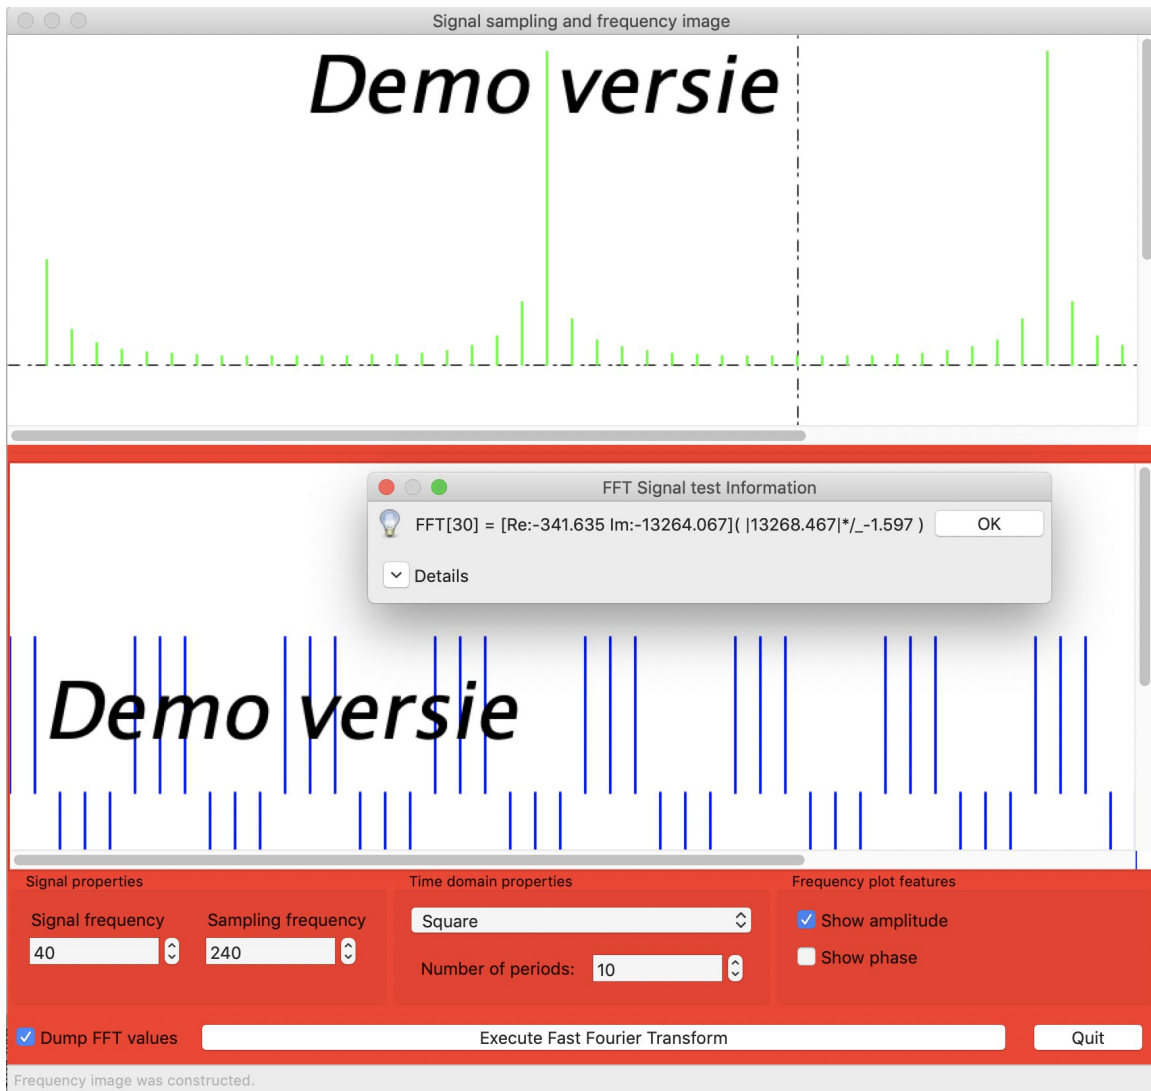 Signal sampling and frequency image
Demo versie
FFT Signal test Information
FFT[30] = [Re:-341.635 Im:-13264.067]( |13268.467|*/_-1.597 )
OK
Details
Demo versie
Signal properties
Time domain properties
Frequency plot features
Signal frequency
Sampling frequency
40
240
Square
Number of periods:
10
Show amplitude
Show phase
Dump FFT values
Execute Fast Fourier Transform
Quit
Frequency image was constructed.